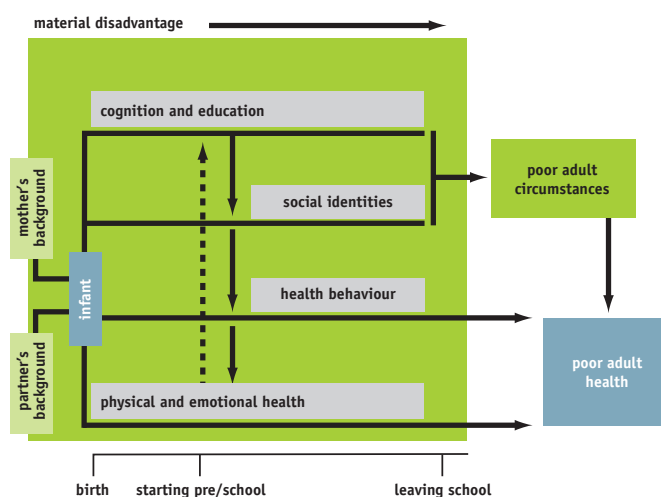 material disadvantage
cognition and education
mother's
background
social identities
poor adult
circumstances
infant
health behaviour
partner's
background
physical and emotional health
poor adult
health
birth
starting pre/school
leaving school